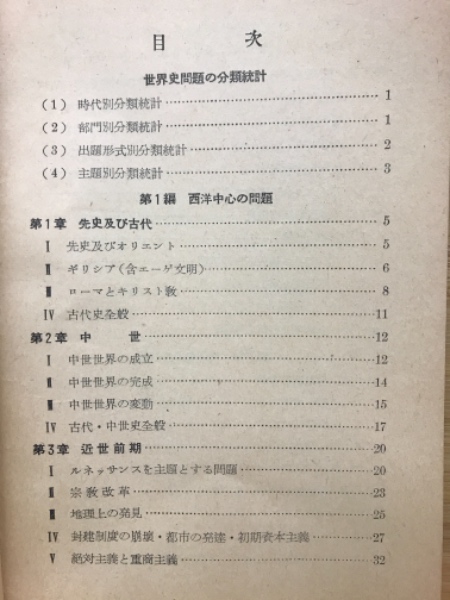 目 次
世界史問題の分類統計
(1) 時代別分類統計……1
(2) 部門別分類統計……1
(3) 出題形式別分類統計……2
(4) 主題別分類統計……3
第1編 西洋中心の問題
第1章 先史及び古代……5
Ⅰ 先史及びオリエント……5
Ⅱ ギリシア(含エーゲ文明)……6
Ⅲ ローマとキリスト教……8
Ⅳ 古代史全般……11
第2章 中 世……12
Ⅰ 中世世界の成立……12
Ⅱ 中世世界の完成……14
Ⅲ 中世世界の変動……15
Ⅳ 古代・中世史全般……17
第3章 近世前期……20
Ⅰ ルネッサンスを主題とする問題……20
Ⅱ 宗教改革……23
Ⅲ 地理上の発見……25
Ⅳ 封建制度の崩壊・都市の発達・初期資本主義……27
Ⅴ 絶対主義と重商主義……32